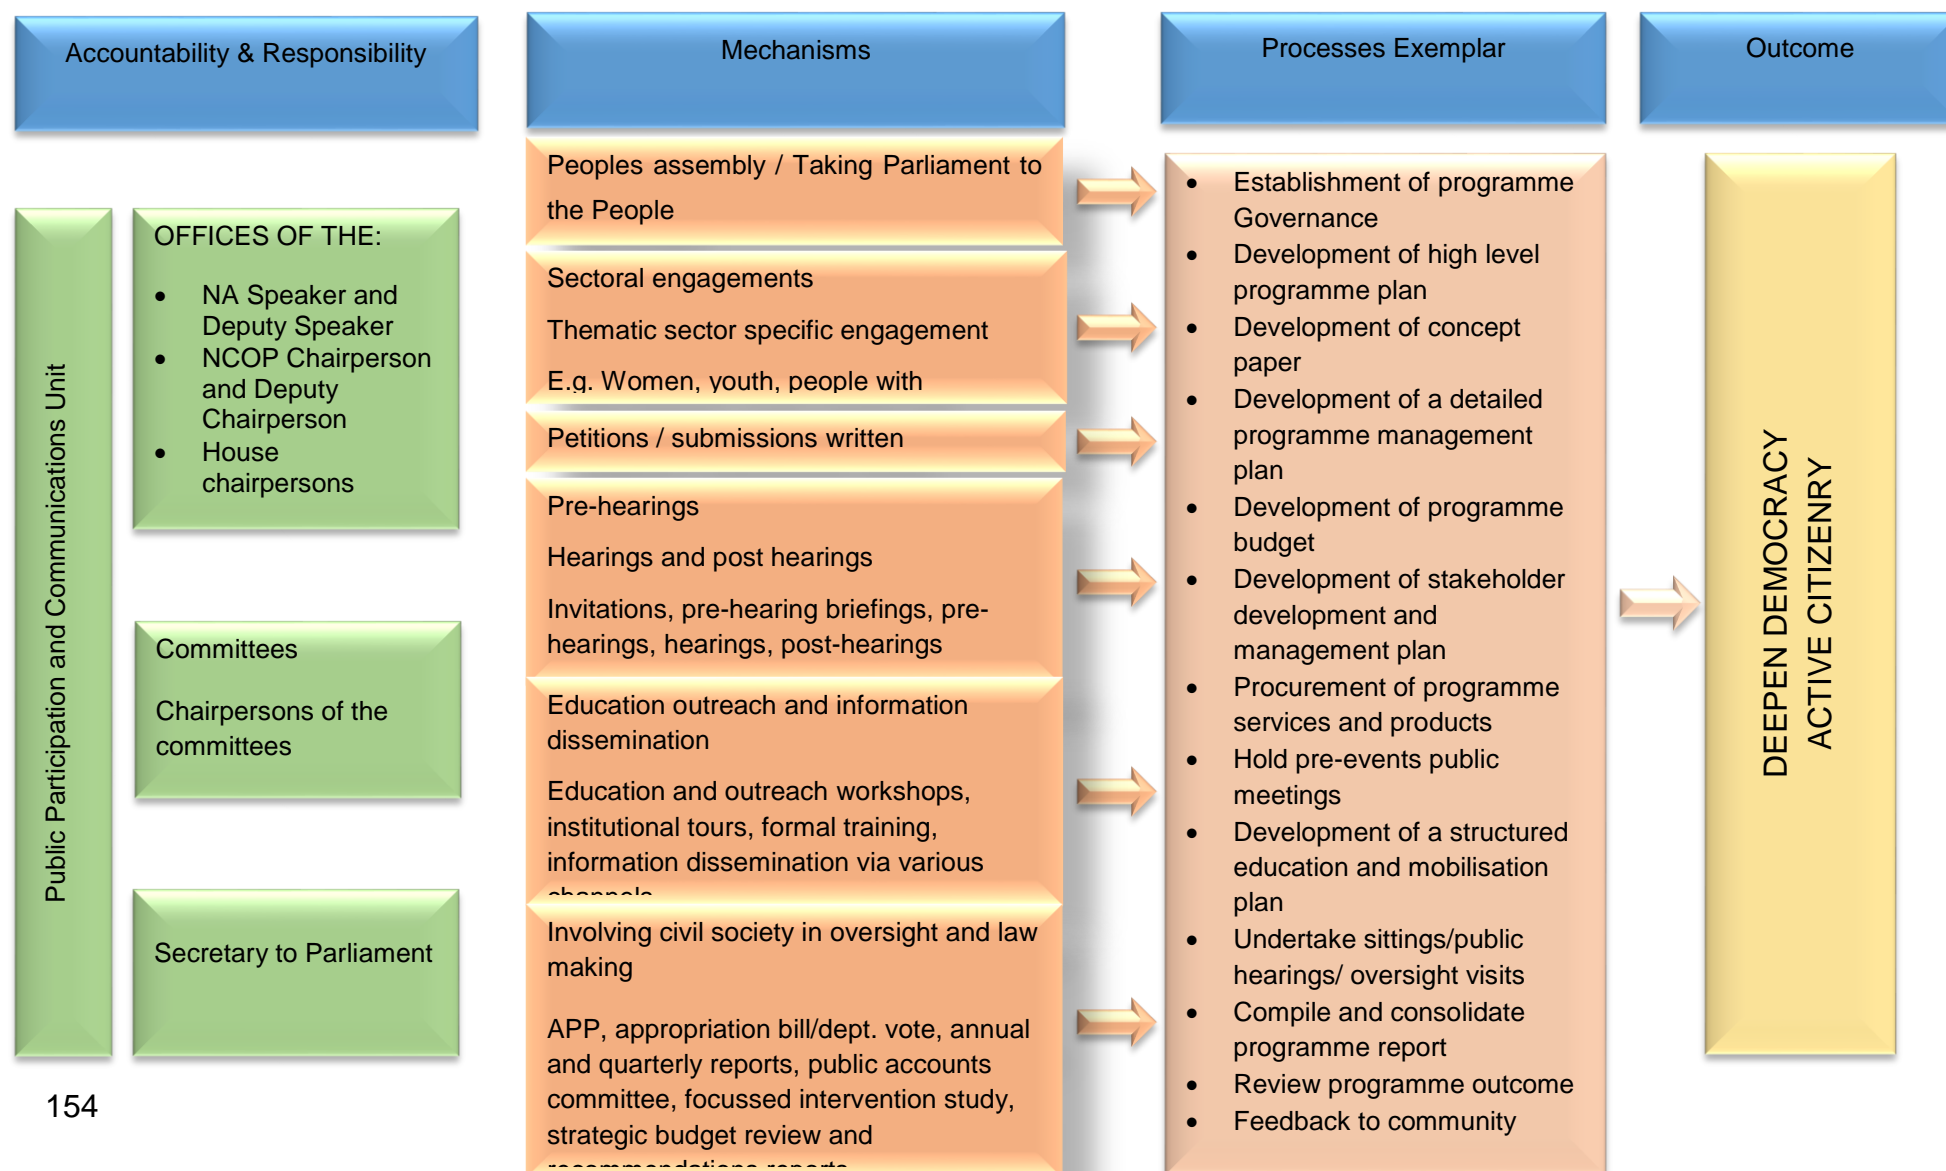 Accountability & Responsibility
Mechanisms
Processes Exemplar
Outcome
Public Participation and Communications Unit
OFFICES OF THE:
• NA Speaker and
Deputy Speaker
• NCOP Chairperson
and Deputy
Chairperson
• House
chairpersons
Committees
Chairpersons of the
committees
Secretary to Parliament
Peoples assembly / Taking Parliament to
the People
Sectoral engagements
Thematic sector specific engagement
E.g. Women, youth, people with
Petitions / submissions written
Pre-hearings
Hearings and post hearings
Invitations, pre-hearing briefings, pre-
hearings, hearings, post-hearings
Education outreach and information
dissemination
Education and outreach workshops,
institutional tours, formal training,
information dissemination via various
channels
Involving civil society in oversight and law
making
APP, appropriation bill/dept. vote, annual
and quarterly reports, public accounts
committee, focussed intervention study,
strategic budget review and
recommendations reports
• Establishment of programme
Governance
• Development of high level
programme plan
• Development of concept
paper
• Development of a detailed
programme management
plan
• Development of programme
budget
• Development of stakeholder
development and
management plan
• Procurement of programme
services and products
• Hold pre-events public
meetings
• Development of a structured
education and mobilisation
plan
• Undertake sittings/public
hearings/ oversight visits
• Compile and consolidate
programme report
• Review programme outcome
• Feedback to community
DEEPEN DEMOCRACY
ACTIVE CITIZENRY
154